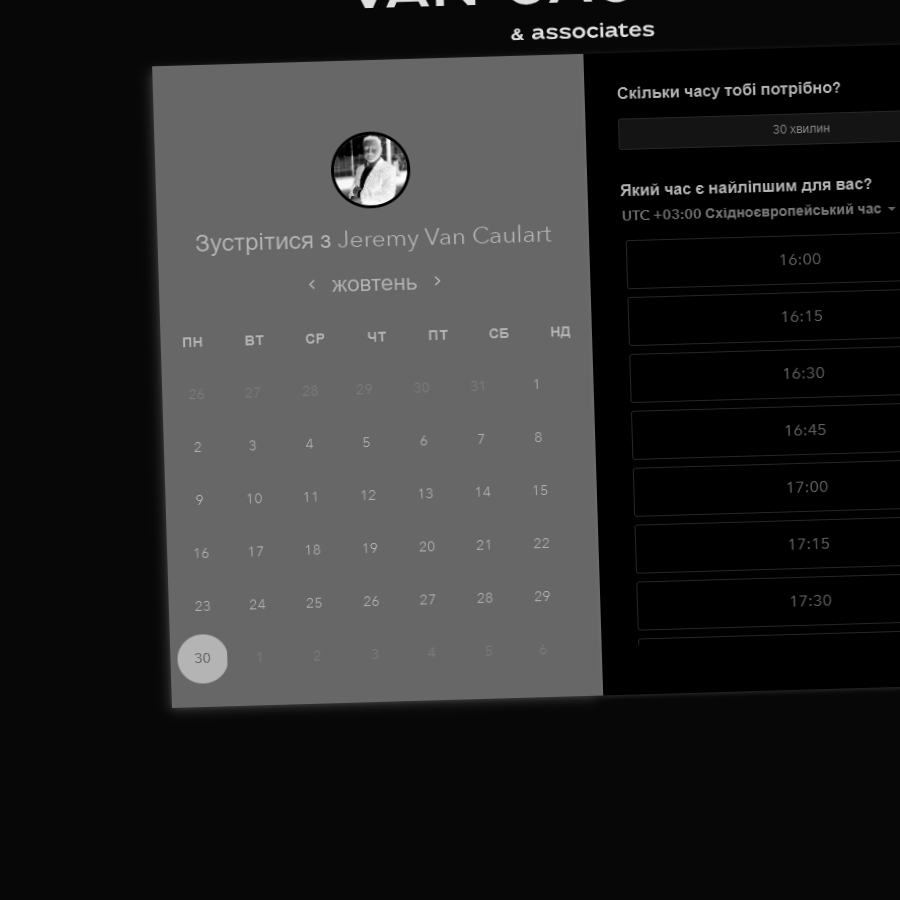 & associates
Зустрітися з Jeremy Van Caulart
жовтень
ПН ВТ СР ЧТ ПТ СБ НД
26 27 28 29 30 31 1
2 3 4 5 6 7 8
9 10 11 12 13 14 15
16 17 18 19 20 21 22
23 24 25 26 27 28 29
30 1 2 3 4 5 6
Скільки часу тобі потрібно?
30 хвилин
Який час є найліпшим для вас?
UTC +03:00 Східноєвропейський час
16:00
16:15
16:30
16:45
17:00
17:15
17:30